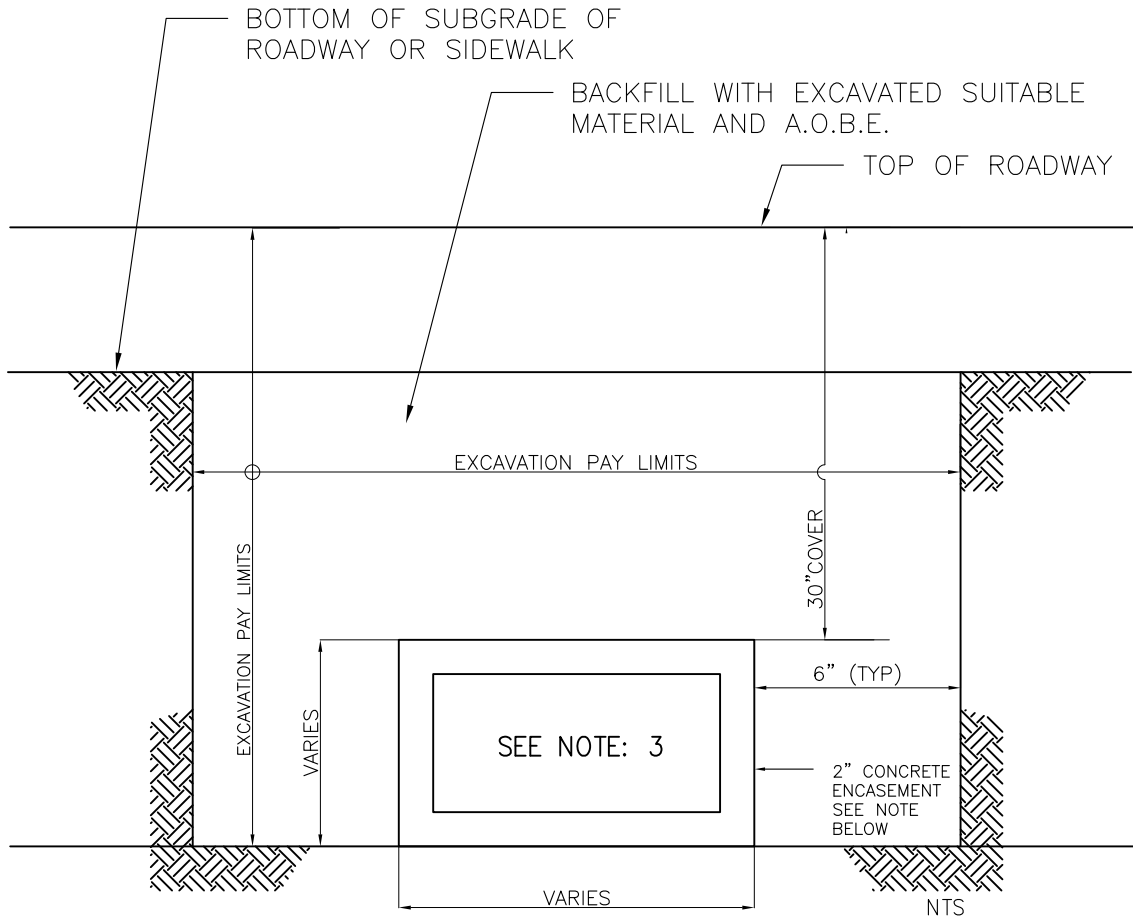 BOTTOM OF SUBGRADE OF
ROADWAY OR SIDEWALK
BACKFILL WITH EXCAVATED SUITABLE
MATERIAL AND A.O.B.E.
TOP OF ROADWAY
EXCAVATION PAY LIMITS
EXCAVATION PAY LIMITS
30"COVER
VARIES
6" (TYP)
SEE NOTE: 3
2" CONCRETE
ENCASEMENT
SEE NOTE
BELOW
VARIES
NTS